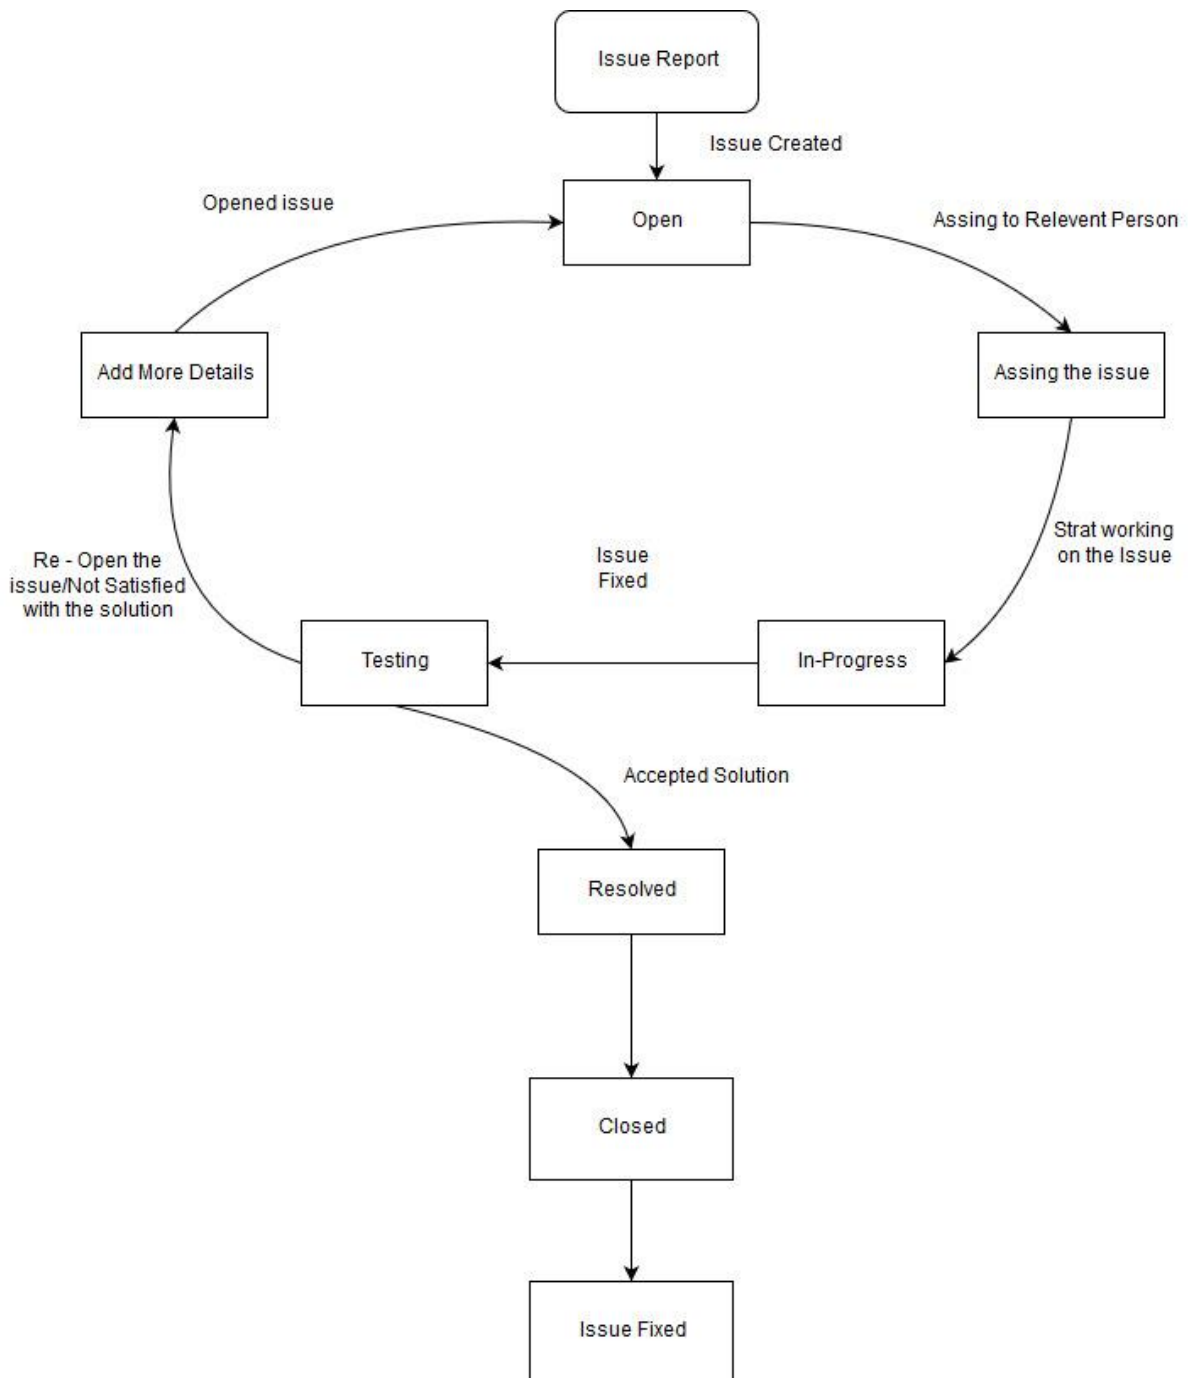 Issue Report
Issue Created
Opened issue
Open
Assing to Relevent Person
Add More Details
Assing the issue
Strat working
on the Issue
Issue
Fixed
Re - Open the
issue/Not Satisfied
with the solution
Testing
In-Progress
Accepted Solution
Resolved
Closed
Issue Fixed